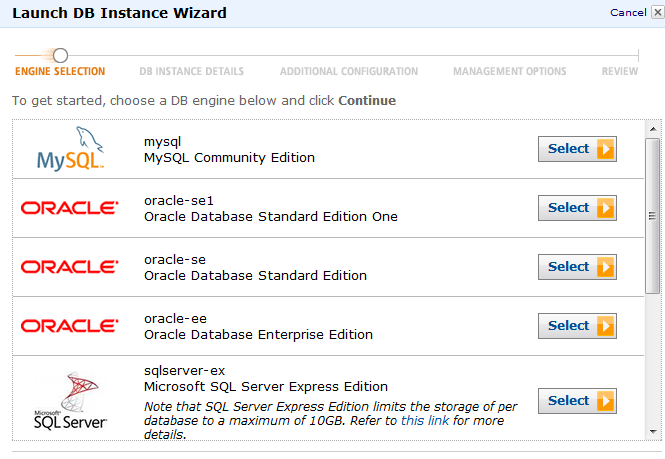 Launch DB Instance Wizard
Cancel
ENGINE SELECTION DB INSTANCE DETAILS ADDITIONAL CONFIGURATION MANAGEMENT OPTIONS REVIEW
To get started, choose a DB engine below and click Continue
MySQL
mysql
MySQL Community Edition
Select
ORACLE
oracle-se1
Oracle Database Standard Edition One
Select
ORACLE
oracle-se
Oracle Database Standard Edition
Select
ORACLE
oracle-ee
Oracle Database Enterprise Edition
Select
Microsoft
SQL Server
sqlserver-ex
Microsoft SQL Server Express Edition
Note that SQL Server Express Edition limits the storage of per
database to a maximum of 10GB. Refer to this link for more
details.
Select